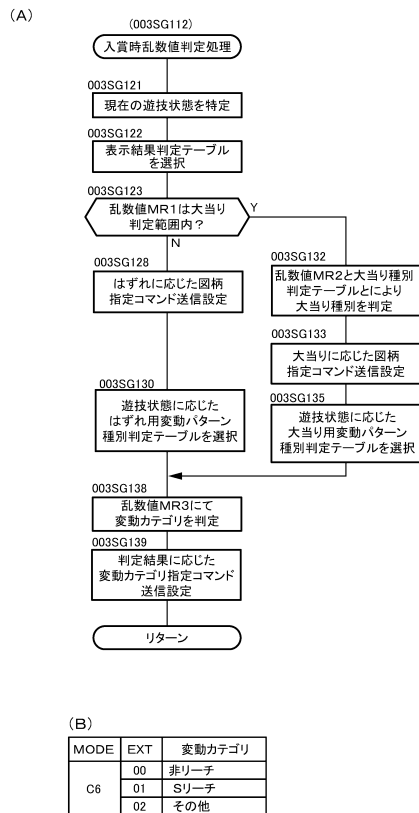 (A)
(003SG112)
入賞時乱数値判定処理
003SG121
現在の遊技状態を特定
003SG122
表示結果判定テーブル
を選択
003SG123
乱数値MR1は大当り
判定範囲内?
Y
N
003SG128
はずれに応じた図柄
指定コマンド送信設定
003SG132
乱数値MR2と大当り種別
判定テーブルとにより
大当り種別を判定
003SG133
大当りに応じた図柄
指定コマンド送信設定
003SG130
遊技状態に応じた
はずれ用変動パターン
種別判定テーブルを選択
003SG135
遊技状態に応じた
大当り用変動パターン
種別判定テーブルを選択
003SG138
乱数値MR3にて
変動カテゴリを判定
003SG139
判定結果に応じた
変動カテゴリ指定コマンド
送信設定
リターン
(B)
MODE EXT 変動カテゴリ
C6 00 非リーチ
01 Sリーチ
02 その他